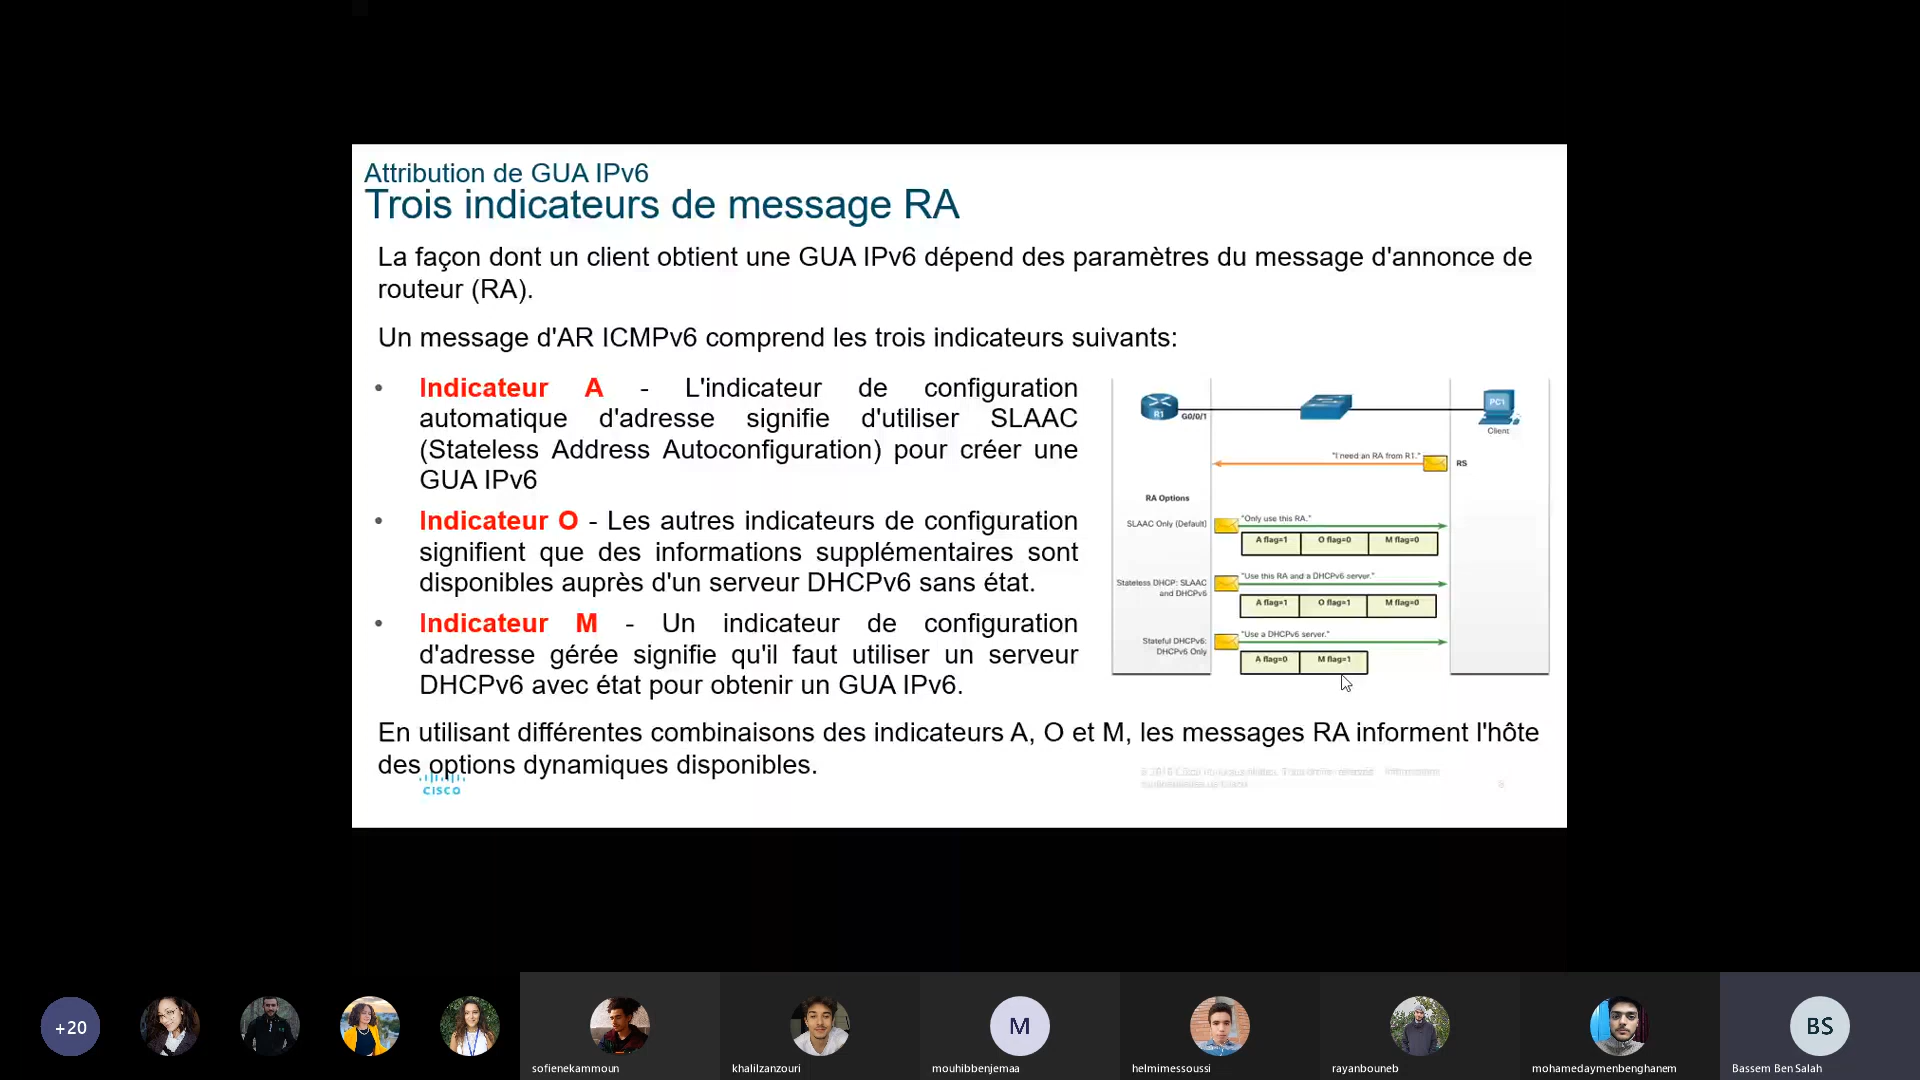 Attribution de GUA IPv6
Trois indicateurs de message RA
La façon dont un client obtient une GUA IPv6 dépend des paramètres du message d'annonce de
routeur (RA).
Un message d'AR ICMPv6 comprend les trois indicateurs suivants:
• Indicateur A - L'indicateur de configuration
automatique d'adresse signifie d'utiliser SLAAC
(Stateless Address Autoconfiguration) pour créer une
GUA IPv6
• Indicateur O - Les autres indicateurs de configuration
signifient que des informations supplémentaires sont
disponibles auprès d'un serveur DHCPv6 sans état.
• Indicateur M - Un indicateur de configuration
d'adresse gérée signifie qu'il faut utiliser un serveur
DHCPv6 avec état pour obtenir un GUA IPv6.
R1
G0/0/1
PC1
Client
"I need an RA from R1."
RS
RA Options
SLAAC Only (Default)
"Only use this RA."
A flag=1 O flag=0 M flag=0
Stateless DHCP: SLAAC
and DHCPv6
"Use this RA and a DHCPv6 server."
A flag=1 O flag=1 M flag=0
Stateful DHCPv6:
DHCPv6 Only
"Use a DHCPv6 server."
A flag=0 M flag=1
En utilisant différentes combinaisons des indicateurs A, O et M, les messages RA informent l'hôte
des options dynamiques disponibles.
CISCO
+20
M
BS
sofienekammoun
khalilzanzouri
mouhibbenjemaa
helmimessoussi
rayanbouneb
mohamedaymenbenghanem
Bassem Ben Salah